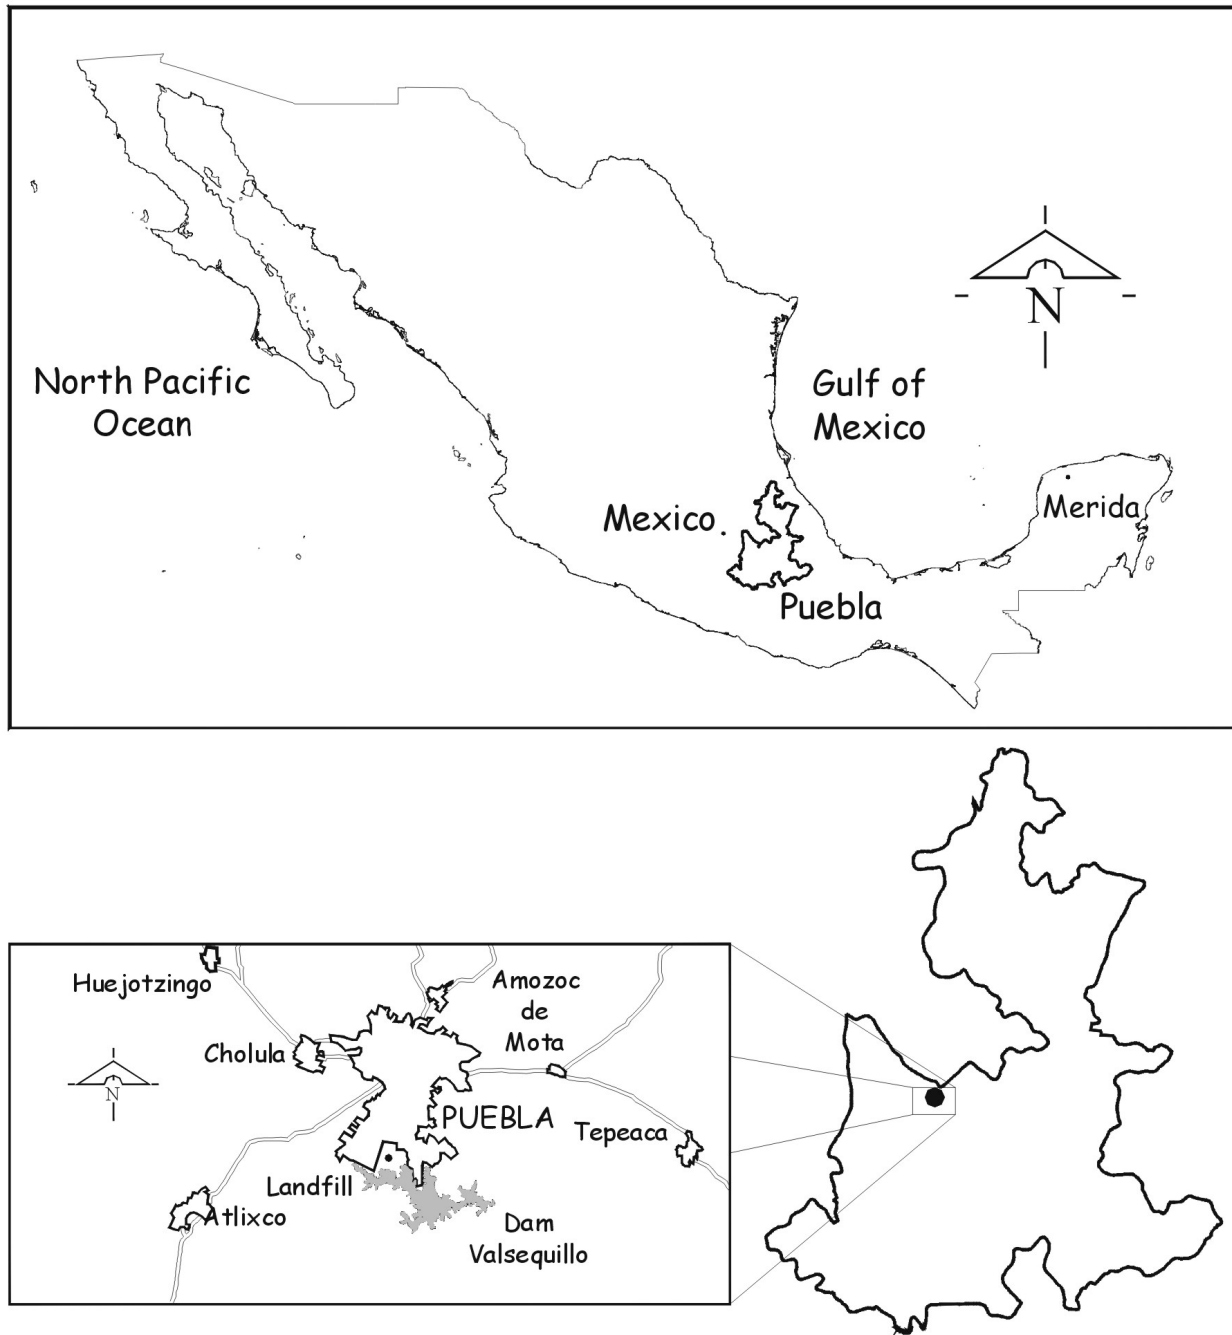 N
North Pacific
Ocean
Gulf of
Mexico
Merida
Mexico
Puebla
Huejotzingo
Amozoc
de
Mota
Cholula
N
PUEBLA
Tepeaca
Landfill
Atlixco
Dam
Valsequillo